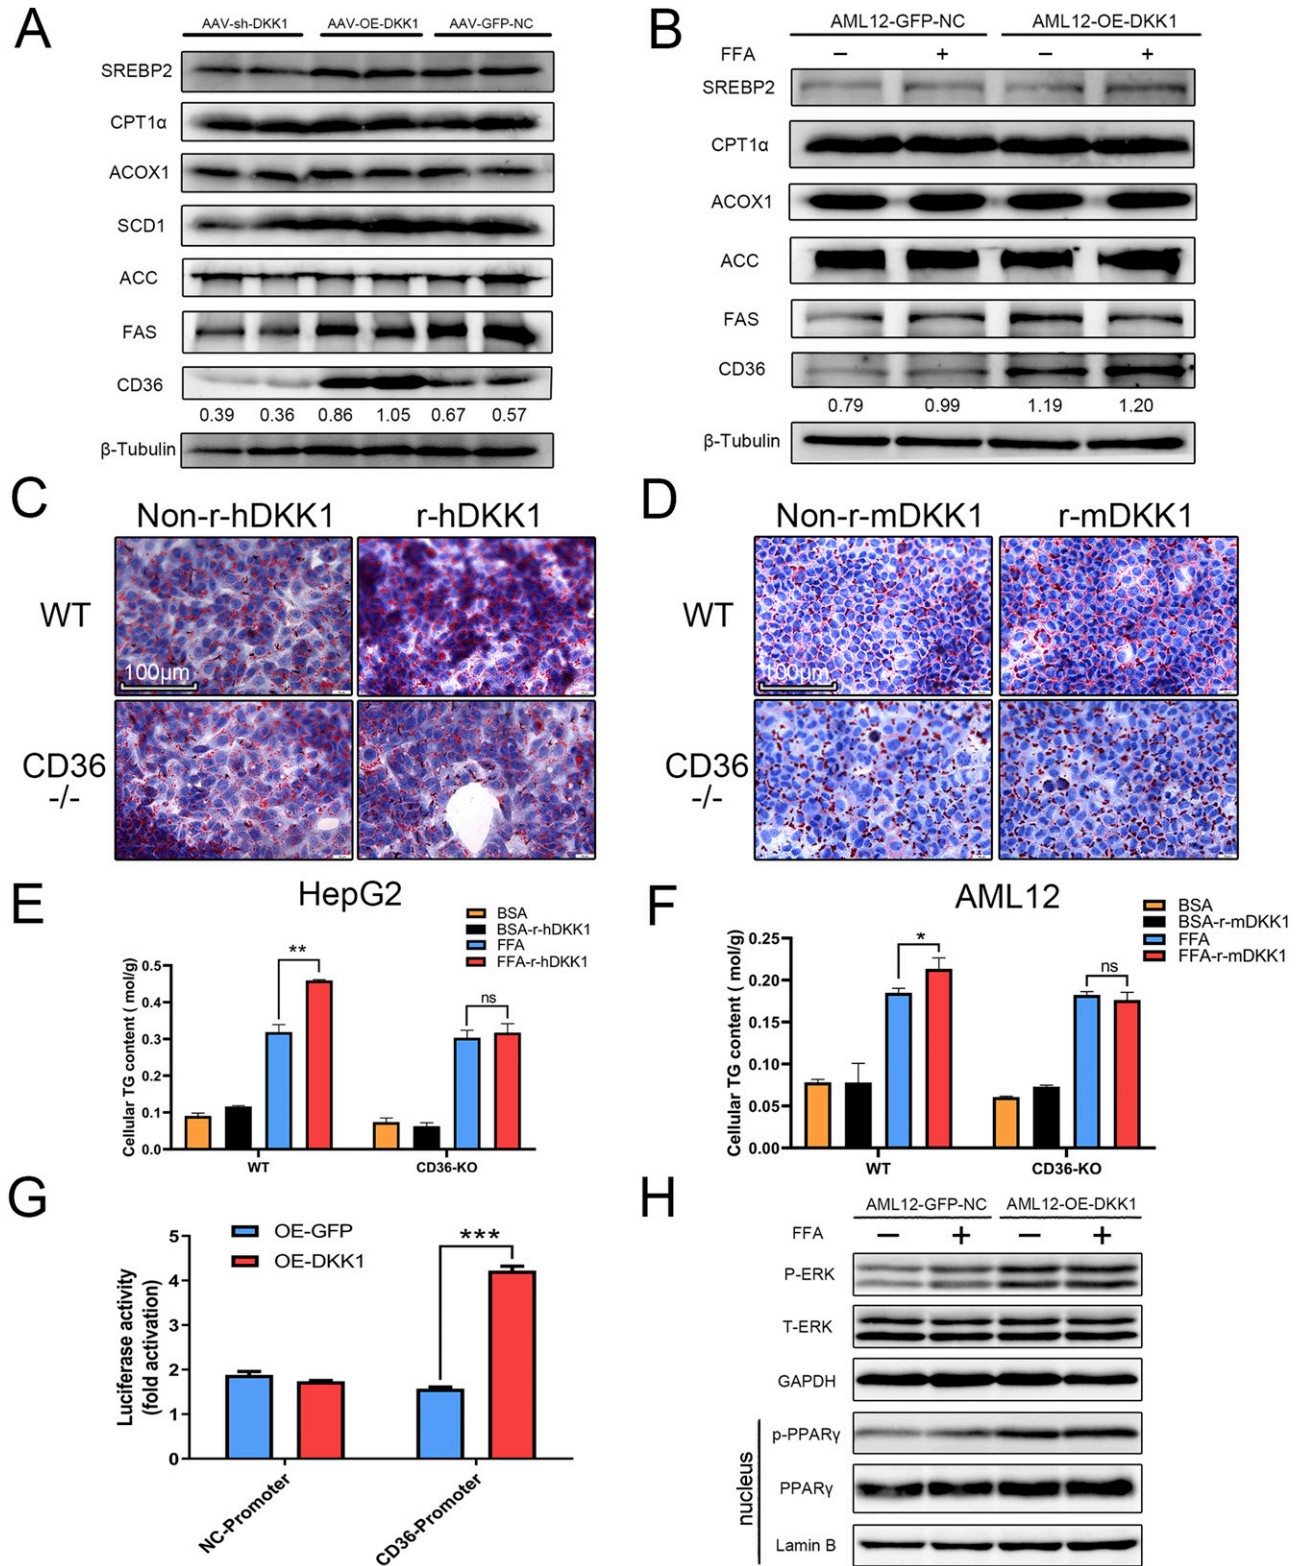 A
AAV-sh-DKK1 AAV-OE-DKK1 AAV-GFP-NC
SREBP2
CPT1α
ACOX1
SCD1
ACC
FAS
CD36
0.39 0.36 0.86 1.05 0.67 0.57
β-Tubulin
B
AML12-GFP-NC AML12-OE-DKK1
FFA − + − +
SREBP2
CPT1α
ACOX1
ACC
FAS
CD36
0.79 0.99 1.19 1.20
β-Tubulin
C
Non-r-hDKK1 r-hDKK1
WT
100μm
CD36
-/-
D
Non-r-mDKK1 r-mDKK1
WT
100μm
CD36
-/-
E
HepG2
BSA
BSA-r-hDKK1
FFA
FFA-r-hDKK1
Cellular TG content ( mol/g)
0.5
0.4
0.3
0.2
0.1
0.0
**
ns
WT CD36-KO
F
AML12
BSA
BSA-r-mDKK1
FFA
FFA-r-mDKK1
Cellular TG content ( mol/g)
0.25
0.20
0.15
0.10
0.05
0.00
*
ns
WT CD36-KO
G
OE-GFP
OE-DKK1
Luciferase activity
(fold activation)
5
4
3
2
1
0
***
NC-Promoter CD36-Promoter
H
AML12-GFP-NC AML12-OE-DKK1
FFA − + − +
P-ERK
T-ERK
GAPDH
nucleus
p-PPARγ
PPARγ
Lamin B